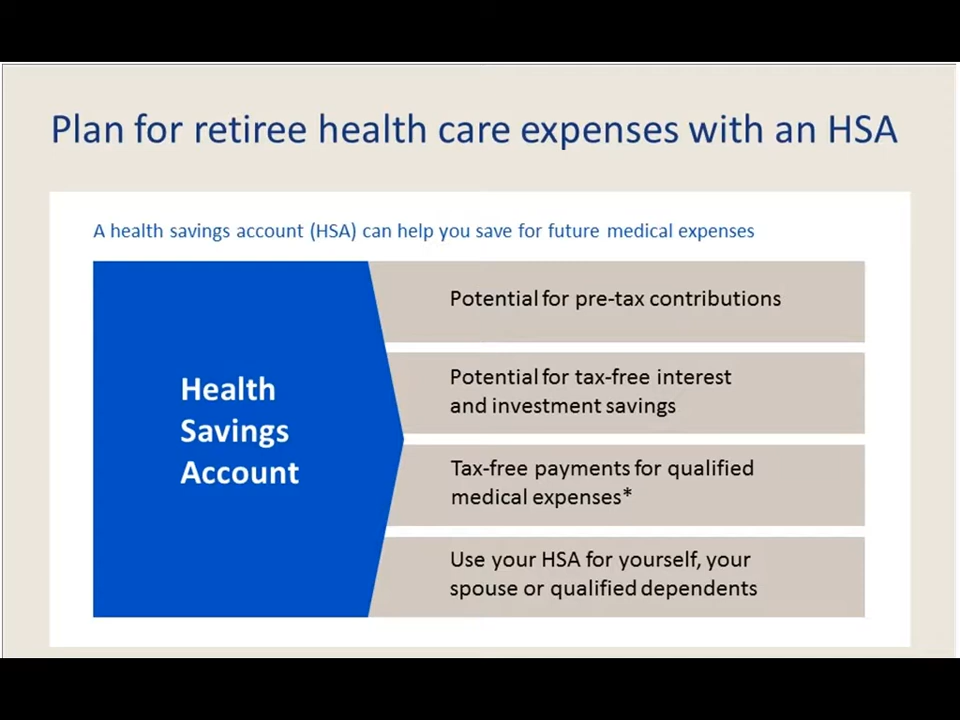 Plan for retiree health care expenses with an HSA
A health savings account (HSA) can help you save for future medical expenses
Health
Savings
Account
Potential for pre-tax contributions
Potential for tax-free interest
and investment savings
Tax-free payments for qualified
medical expenses*
Use your HSA for yourself, your
spouse or qualified dependents